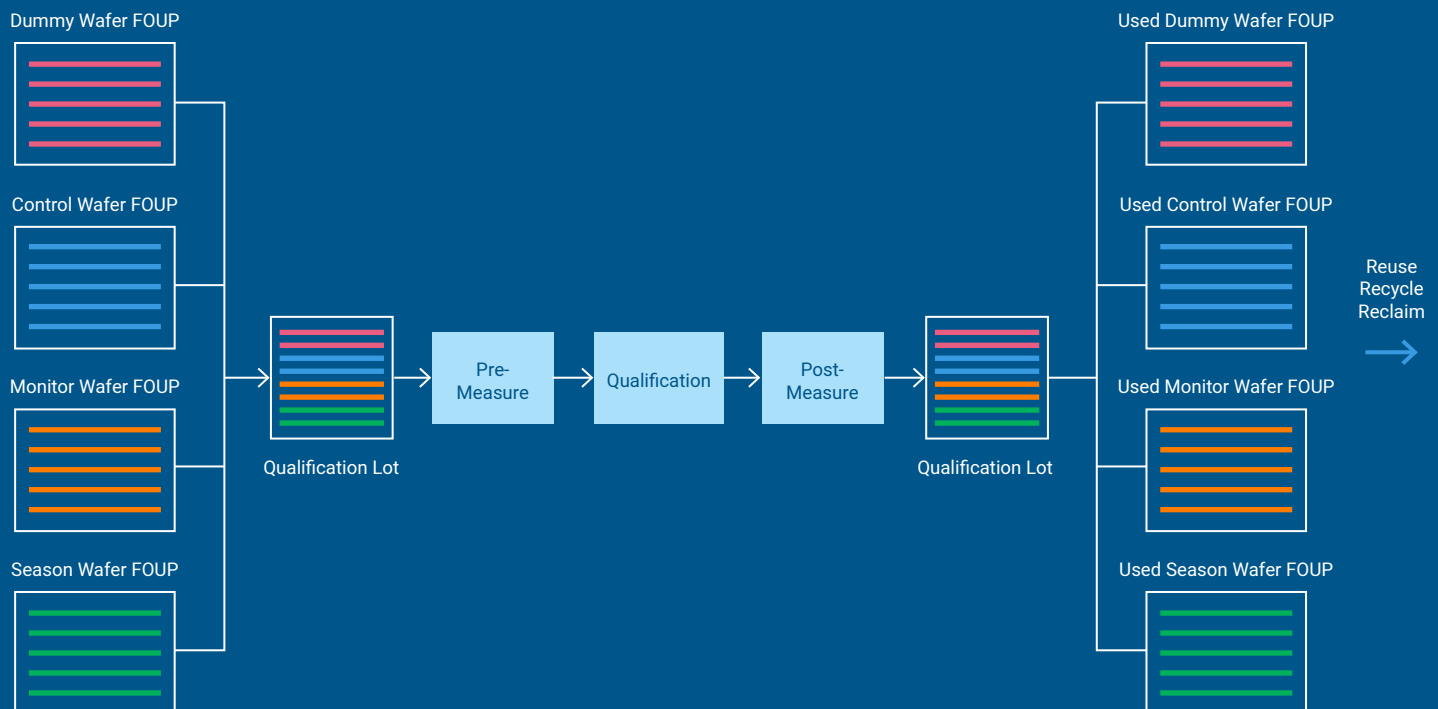 Dummy Wafer FOUP
Control Wafer FOUP
Monitor Wafer FOUP
Season Wafer FOUP
Qualification Lot
Pre-
Measure
Qualification
Post-
Measure
Qualification Lot
Used Dummy Wafer FOUP
Used Control Wafer FOUP
Used Monitor Wafer FOUP
Used Season Wafer FOUP
Reuse
Recycle
Reclaim